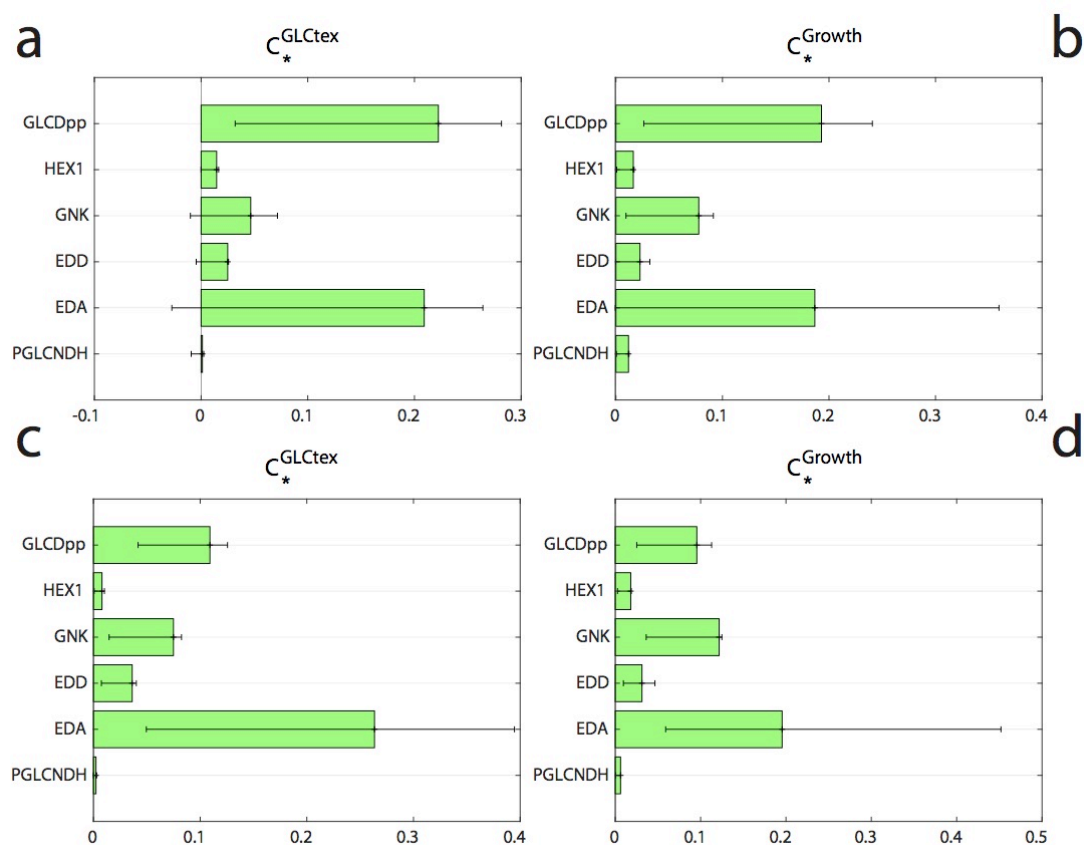 a
C*^GLCtex
GLCDpp
HEX1
GNK
EDD
EDA
PGLCNDH
-0.1 0 0.1 0.2 0.3
b
C*^Growth
GLCDpp
HEX1
GNK
EDD
EDA
PGLCNDH
0 0.1 0.2 0.3 0.4
c
C*^GLCtex
GLCDpp
HEX1
GNK
EDD
EDA
PGLCNDH
0 0.1 0.2 0.3 0.4
d
C*^Growth
GLCDpp
HEX1
GNK
EDD
EDA
PGLCNDH
0 0.1 0.2 0.3 0.4 0.5